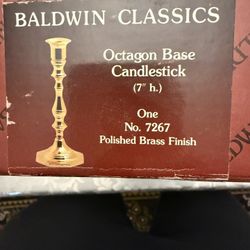 BALDWIN CLASSICS
Octagon Base
Candlestick
(7" h.)
One
No. 7267
Polished Brass Finish